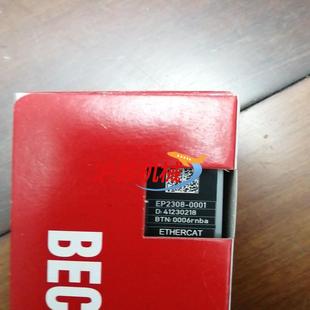 EP2308-0001
D: 41230218
BTN: 0006rnba
ETHERCAT
BEC